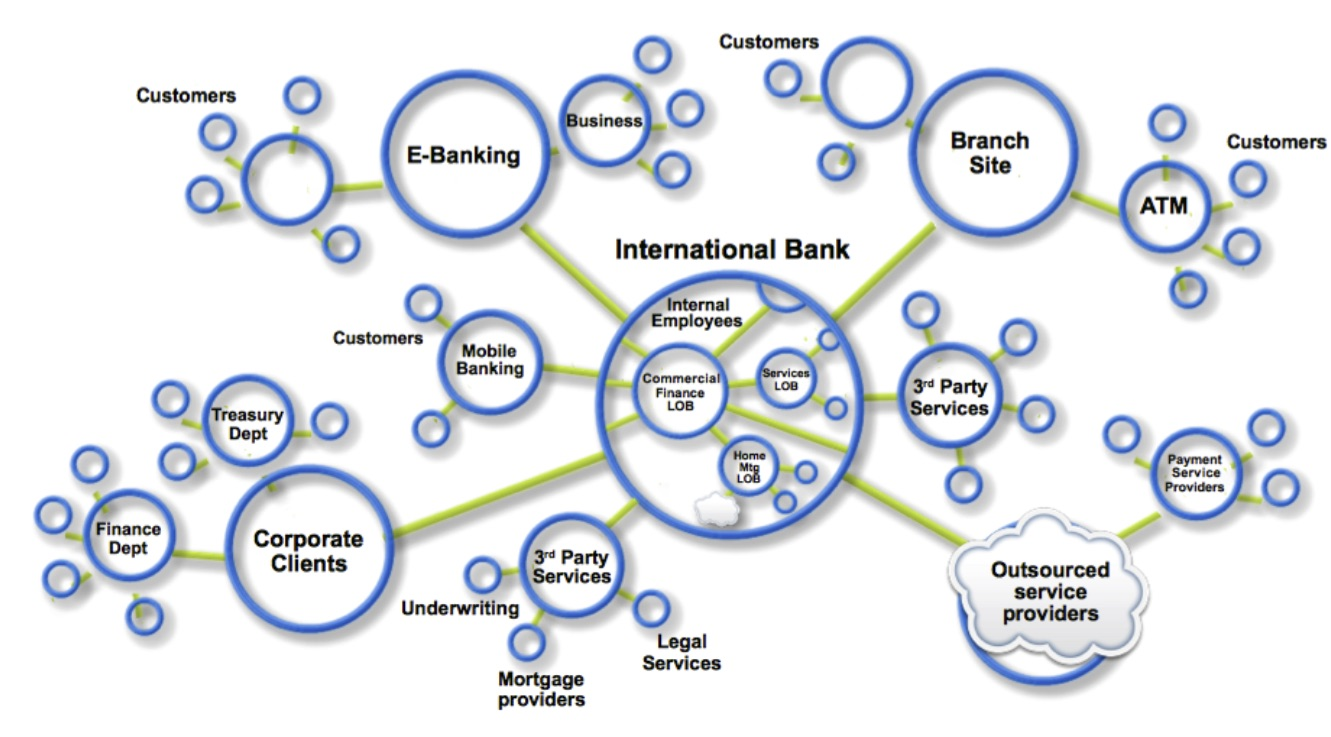 Customers
Customers
E-Banking
Business
Branch
Site
Customers
ATM
International Bank
Internal
Employees
Customers
Mobile
Banking
Commercial
Finance
LOB
Services
LOB
3rd Party
Services
Treasury
Dept
Home
Mtg
LOB
Payment
Service
Providers
Finance
Dept
Corporate
Clients
3rd Party
Services
Outsourced
service
providers
Underwriting
Legal
Services
Mortgage
providers